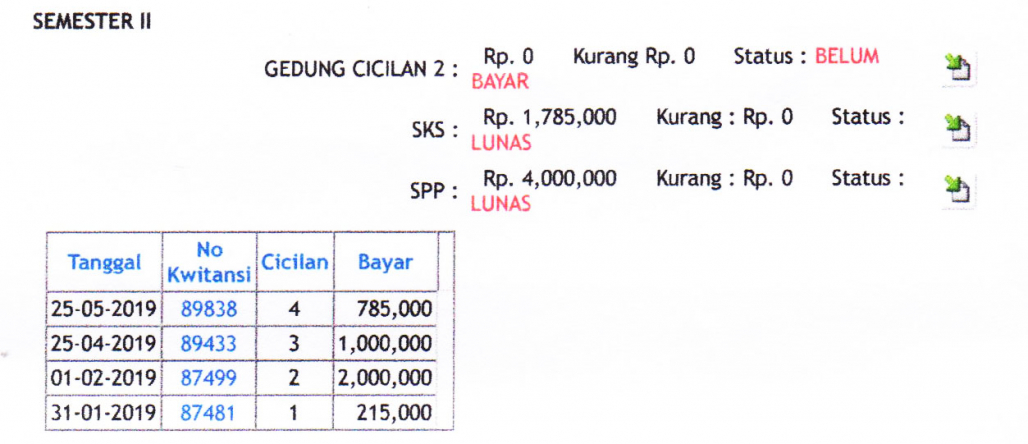 SEMESTER II
GEDUNG CICILAN 2 : Rp. 0 Kurang Rp. 0 Status : BELUM
BAYAR
SKS : Rp. 1,785,000 Kurang : Rp. 0 Status :
LUNAS
SPP : Rp. 4,000,000 Kurang : Rp. 0 Status :
LUNAS
Tanggal No Kwitansi Cicilan Bayar
25-05-2019 89838 4 785,000
25-04-2019 89433 3 1,000,000
01-02-2019 87499 2 2,000,000
31-01-2019 87481 1 215,000